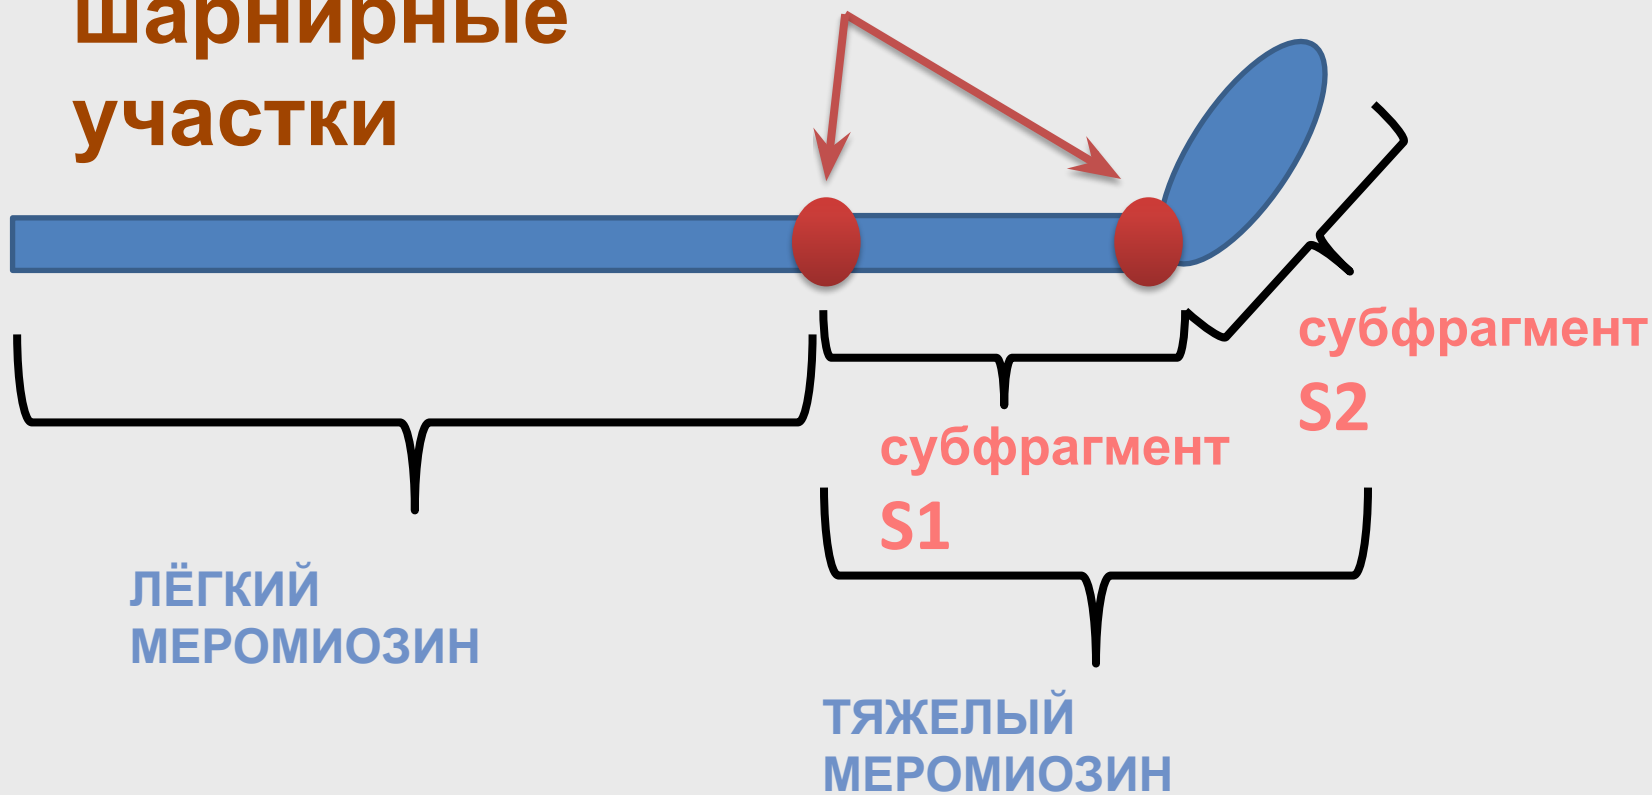 шарнирные
участки
субфрагмент
S2
субфрагмент
S1
ЛЁГКИЙ
МЕРОМИОЗИН
ТЯЖЕЛЫЙ
МЕРОМИОЗИН